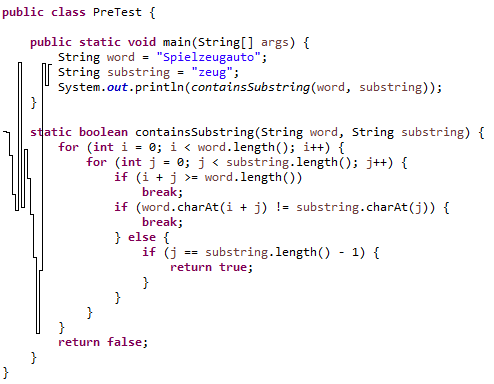 public class PreTest {
public static void main(String[] args) {
String word = "Spielzeugauto";
String substring = "zeug";
System.out.println(containsSubstring(word, substring));
}
static boolean containsSubstring(String word, String substring) {
for (int i = 0; i < word.length(); i++) {
for (int j = 0; j < substring.length(); j++) {
if (i + j >= word.length())
break;
if (word.charAt(i + j) != substring.charAt(j)) {
break;
} else {
if (j == substring.length() - 1) {
return true;
}
}
}
}
return false;
}
}